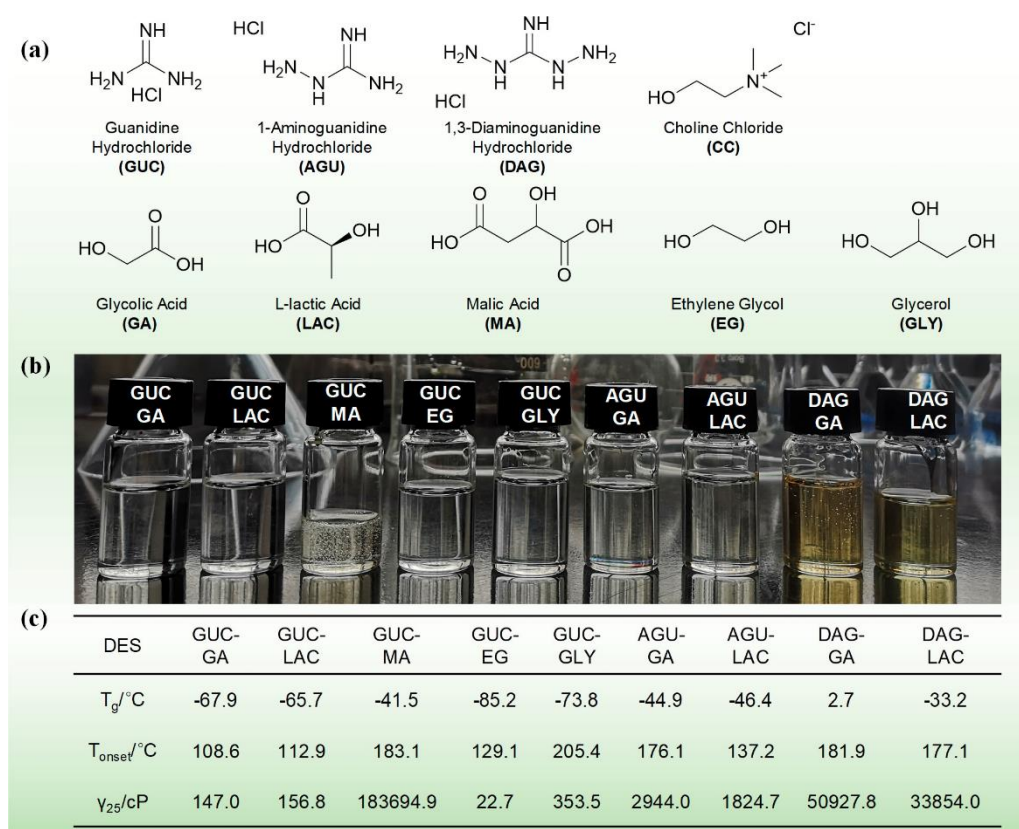 (a)
NH
H₂N
NH₂
HCl
HCl
NH
H₂N
N
H
NH₂
NH
H₂N
N
H
N
H
NH₂
HCl
Cl⁻
HO
N⁺
Guanidine
Hydrochloride
(GUC)
1-Aminoguanidine
Hydrochloride
(AGU)
1,3-Diaminoguanidine
Hydrochloride
(DAG)
Choline Chloride
(CC)
O
HO
OH
O
HO
OH
O
OH
HO
OH
O
HO
OH
OH
HO
OH
Glycolic Acid
(GA)
L-lactic Acid
(LAC)
Malic Acid
(MA)
Ethylene Glycol
(EG)
Glycerol
(GLY)
(b)
GUC
GA
GUC
LAC
GUC
MA
GUC
EG
GUC
GLY
AGU
GA
AGU
LAC
DAG
GA
DAG
LAC
(c)
DES GUC-GA GUC-LAC GUC-MA GUC-EG GUC-GLY AGU-GA AGU-LAC DAG-GA DAG-LAC
Tg/°C -67.9 -65.7 -41.5 -85.2 -73.8 -44.9 -46.4 2.7 -33.2
Tonset/°C 108.6 112.9 183.1 129.1 205.4 176.1 137.2 181.9 177.1
γ₂₅/cP 147.0 156.8 183694.9 22.7 353.5 2944.0 1824.7 50927.8 33854.0